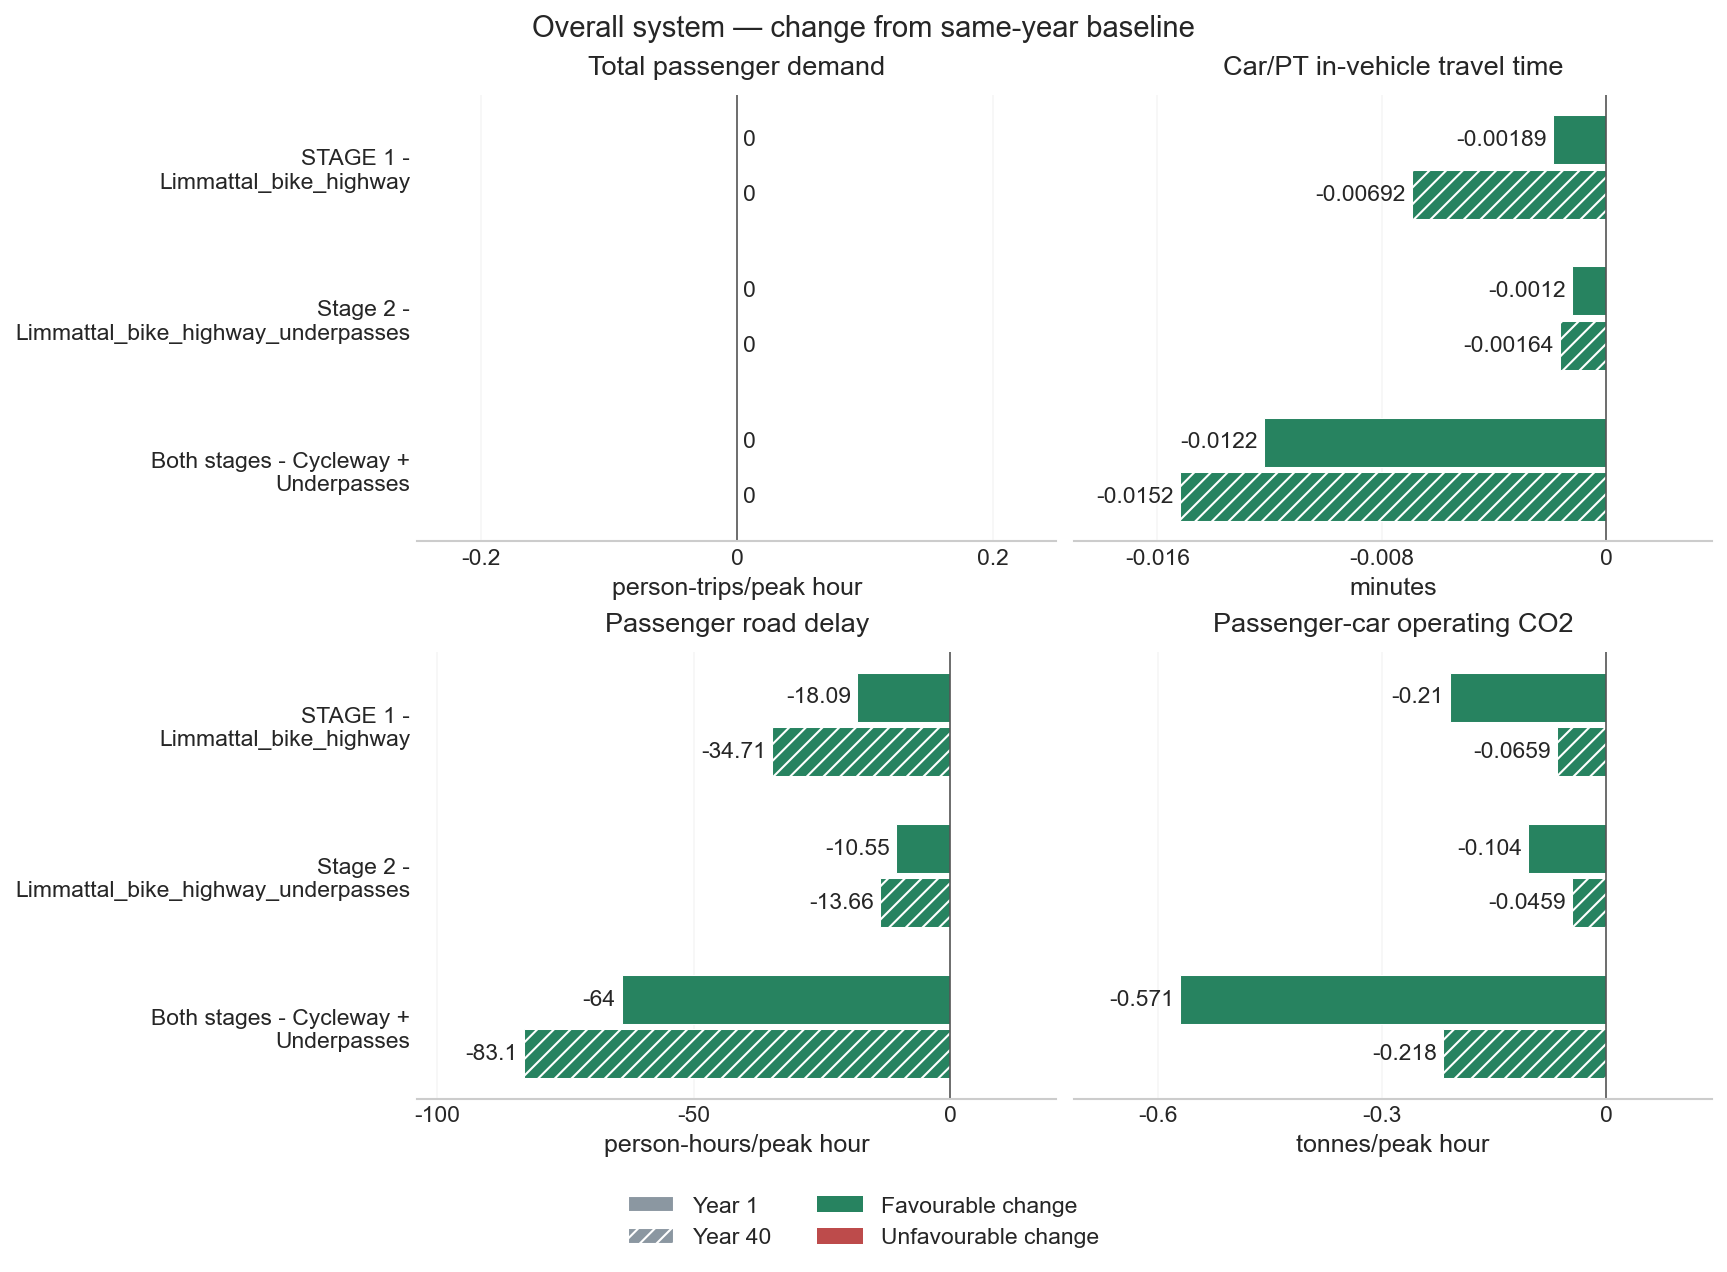 Overall system — change from same-year baseline
Total passenger demand
STAGE 1 -
Limmattal_bike_highway
0
0
Stage 2 -
Limmattal_bike_highway_underpasses
0
0
Both stages - Cycleway +
Underpasses
0
0
-0.2
0
0.2
person-trips/peak hour
Car/PT in-vehicle travel time
-0.00189
-0.00692
-0.0012
-0.00164
-0.0122
-0.0152
-0.016
-0.008
0
minutes
Passenger road delay
STAGE 1 -
Limmattal_bike_highway
-18.09
-34.71
Stage 2 -
Limmattal_bike_highway_underpasses
-10.55
-13.66
Both stages - Cycleway +
Underpasses
-64
-83.1
-100
-50
0
person-hours/peak hour
Passenger-car operating CO2
-0.21
-0.0659
-0.104
-0.0459
-0.571
-0.218
-0.6
-0.3
0
tonnes/peak hour
Year 1
Year 40
Favourable change
Unfavourable change